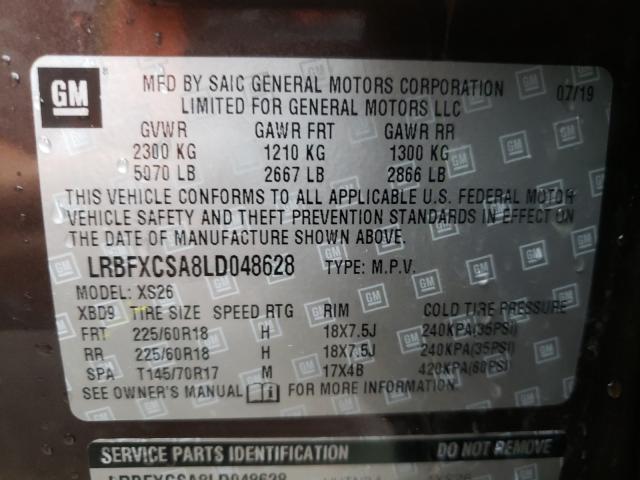 GM
MFD BY SAIC GENERAL MOTORS CORPORATION 07/19
LIMITED FOR GENERAL MOTORS LLC
GVWR GAWR FRT GAWR RR
2300 KG 1210 KG 1300 KG
5070 LB 2667 LB 2866 LB
THIS VEHICLE CONFORMS TO ALL APPLICABLE U.S. FEDERAL MOTOR
VEHICLE SAFETY AND THEFT PREVENTION STANDARDS IN EFFECT ON
THE DATE OF MANUFACTURE SHOWN ABOVE.
LRBFXCSA8LD048628 TYPE: M.P.V.
MODEL: XS26
XBD9 TIRE SIZE SPEED RTG RIM COLD TIRE PRESSURE
FRT 225/60R18 H 18X7.5J 240KPA(35PSI)
RR 225/60R18 H 18X7.5J 240KPA(35PSI)
SPA T145/70R17 M 17X4B 420KPA(60PSI)
SEE OWNER'S MANUAL FOR MORE INFORMATION
SERVICE PARTS IDENTIFICATION DO NOT REMOVE
LRBFXCSA8LD048628